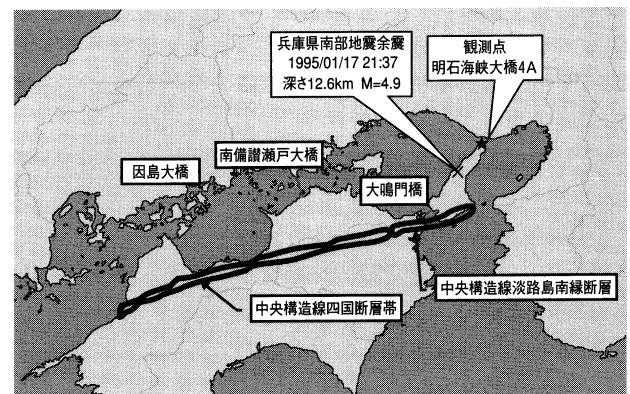 兵庫県南部地震余震
1995/01/17 21:37
深さ12.6km M=4.9
観測点
明石海峡大橋4A
南備讃瀬戸大橋
因島大橋
大鳴門橋
中央構造線淡路島南縁断層
中央構造線四国断層帯